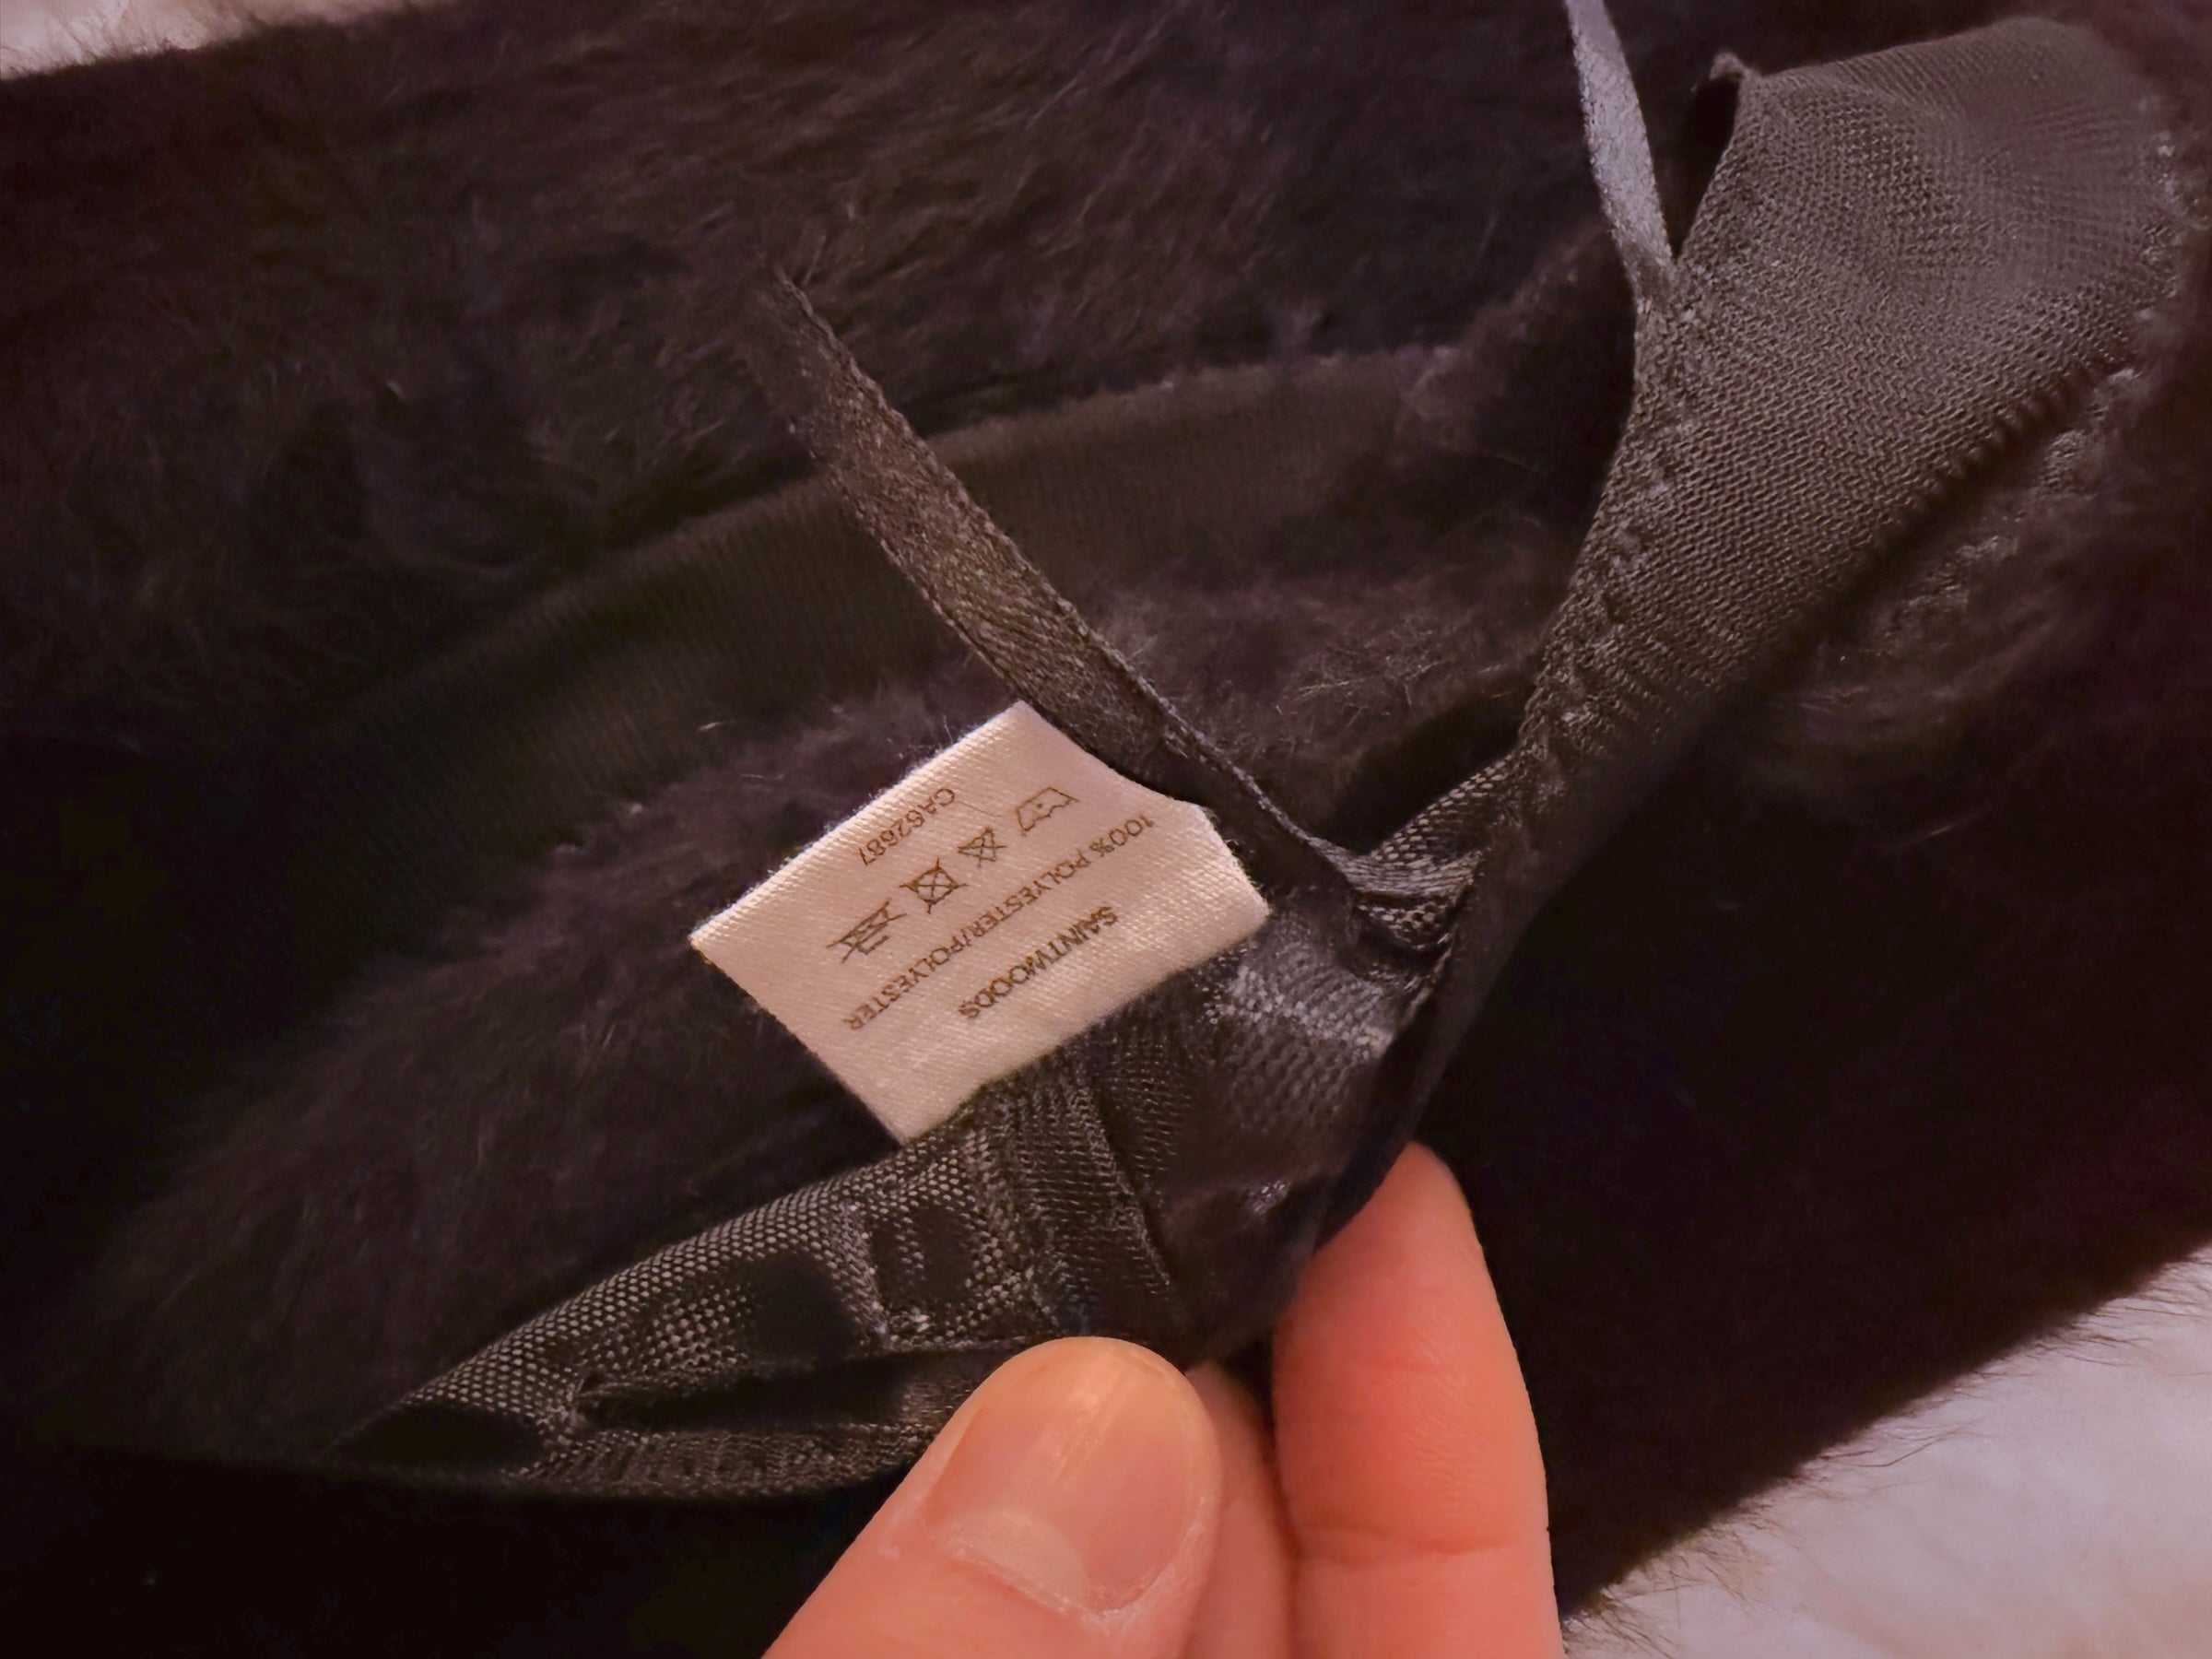 SAINTWOODS
100% POLYESTER/POLYESTER
CA52687